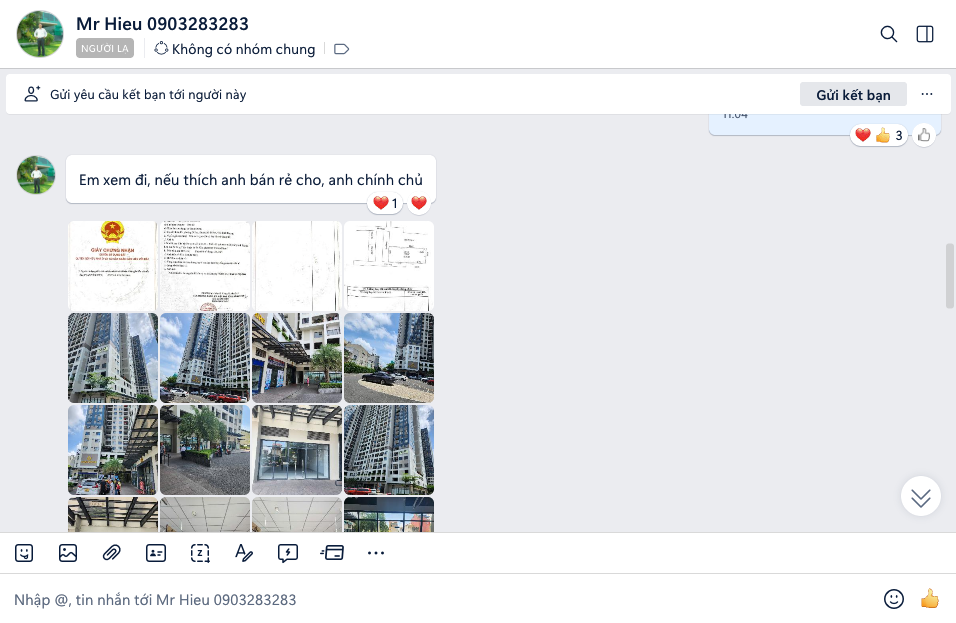 Mr Hieu 0903283283
NGƯỜI LẠ
Không có nhóm chung
Gửi yêu cầu kết bạn tới người này
Gửi kết bạn
11:04
3
Em xem đi, nếu thích anh bán rẻ cho, anh chính chủ
1
GIẤY CHỨNG NHẬN
Nhập @, tin nhắn tới Mr Hieu 0903283283